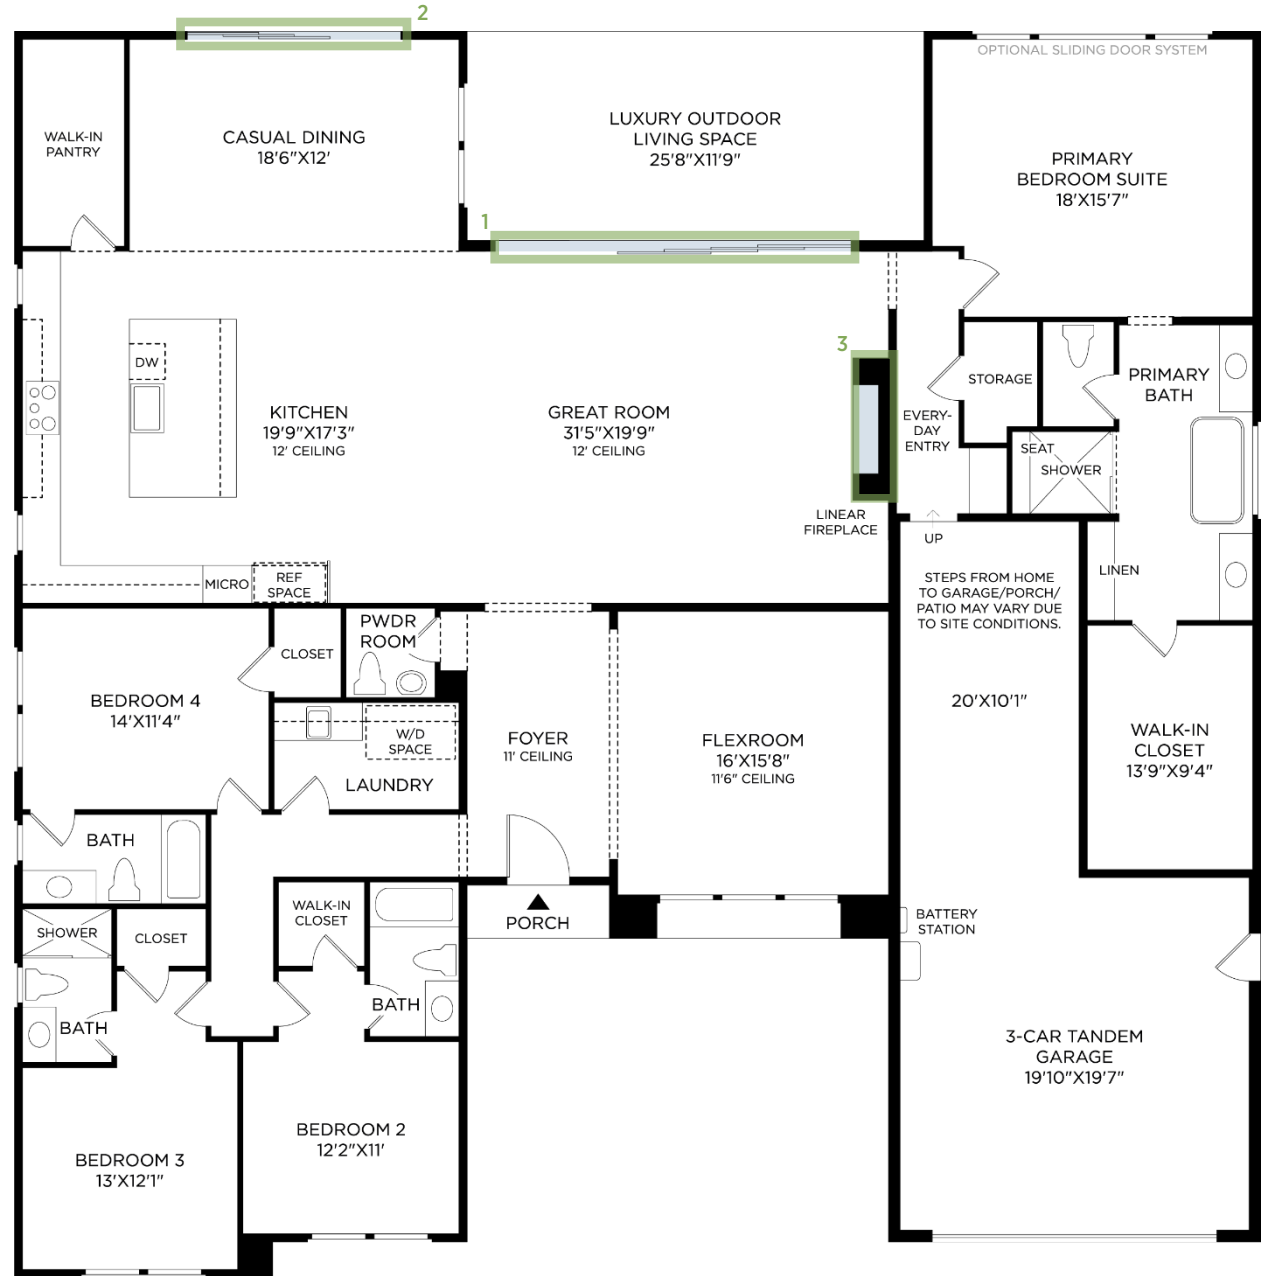 2
OPTIONAL SLIDING DOOR SYSTEM
WALK-IN
PANTRY
CASUAL DINING
18'6"X12'
LUXURY OUTDOOR
LIVING SPACE
25'8"X11'9"
PRIMARY
BEDROOM SUITE
18'X15'7"
1
3
DW
KITCHEN
19'9"X17'3"
12' CEILING
GREAT ROOM
31'5"X19'9"
12' CEILING
STORAGE
EVERY-
DAY
ENTRY
PRIMARY
BATH
SEAT
SHOWER
LINEAR
FIREPLACE
UP
LINEN
MICRO
REF
SPACE
STEPS FROM HOME
TO GARAGE/PORCH/
PATIO MAY VARY DUE
TO SITE CONDITIONS.
PWDR
ROOM
CLOSET
BEDROOM 4
14'X11'4"
20'X10'1"
W/D
SPACE
LAUNDRY
FOYER
11' CEILING
FLEXROOM
16'X15'8"
11'6" CEILING
WALK-IN
CLOSET
13'9"X9'4"
BATH
WALK-IN
CLOSET
PORCH
BATTERY
STATION
SHOWER
CLOSET
BATH
BATH
3-CAR TANDEM
GARAGE
19'10"X19'7"
BEDROOM 2
12'2"X11'
BEDROOM 3
13'X12'1"